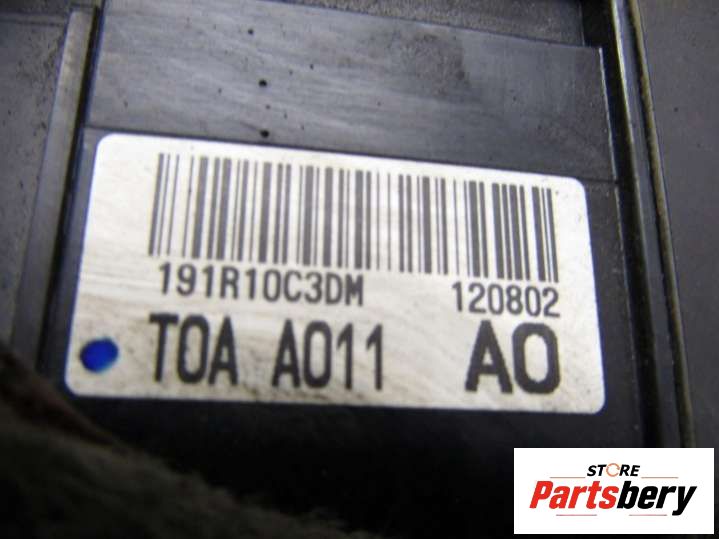 191R10C3DM 120802
T0A A011 A0
STORE
Partsbery